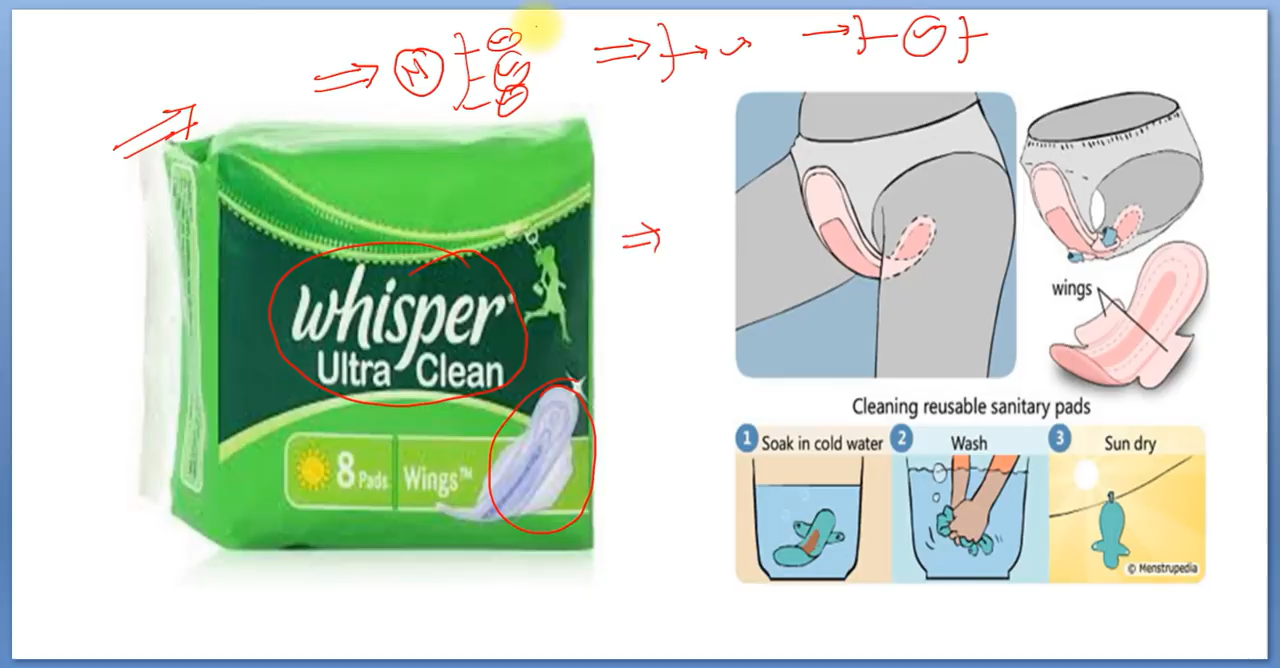 M
whisper
Ultra Clean
8 Pads
Wings™
wings
Cleaning reusable sanitary pads
1 Soak in cold water
2 Wash
3 Sun dry
© Menstrupedia